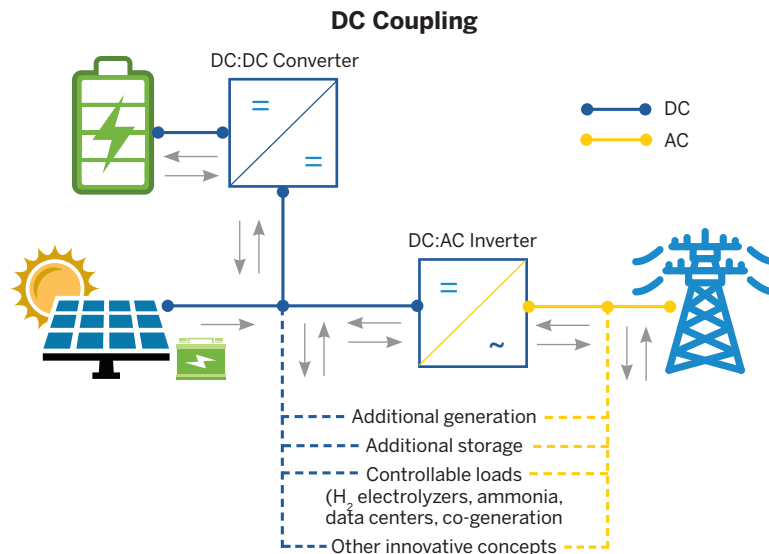 DC Coupling
DC:DC Converter
=
=
DC
AC
DC:AC Inverter
=
~
Additional generation
Additional storage
Controllable loads
(H₂ electrolyzers, ammonia,
data centers, co-generation
Other innovative concepts